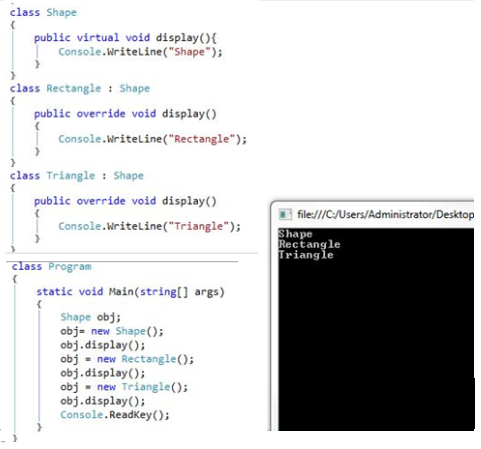 class Shape
{
    public virtual void display(){
        Console.WriteLine("Shape");
    }
}
class Rectangle : Shape
{
    public override void display()
    {
        Console.WriteLine("Rectangle");
    }
}
class Triangle : Shape
{
    public override void display()
    {
        Console.WriteLine("Triangle");
    }
}
class Program
{
    static void Main(string[] args)
    {
        Shape obj;
        obj= new Shape();
        obj.display();
        obj = new Rectangle();
        obj.display();
        obj = new Triangle();
        obj.display();
        Console.ReadKey();
    }
}
file:///C:/Users/Administrator/Desktop
Shape
Rectangle
Triangle